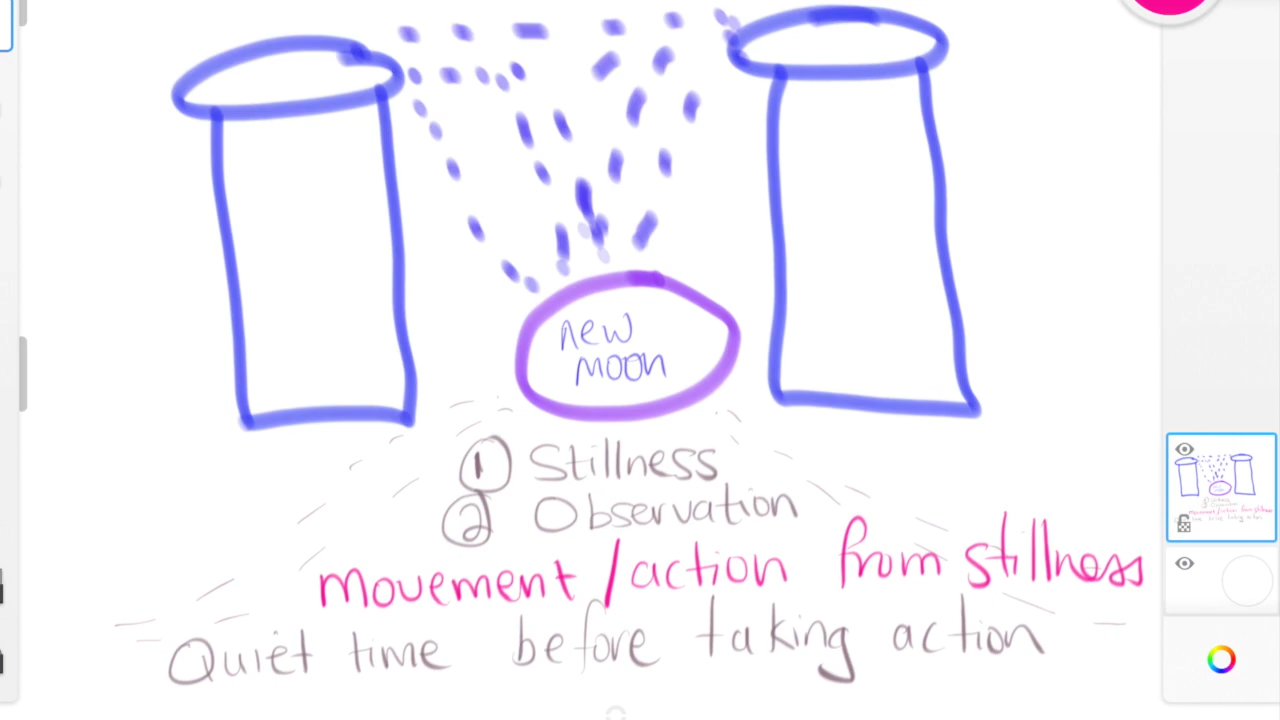 new
moon
1 Stillness
2 Observation
movement/action from stillness
Quiet time before taking action